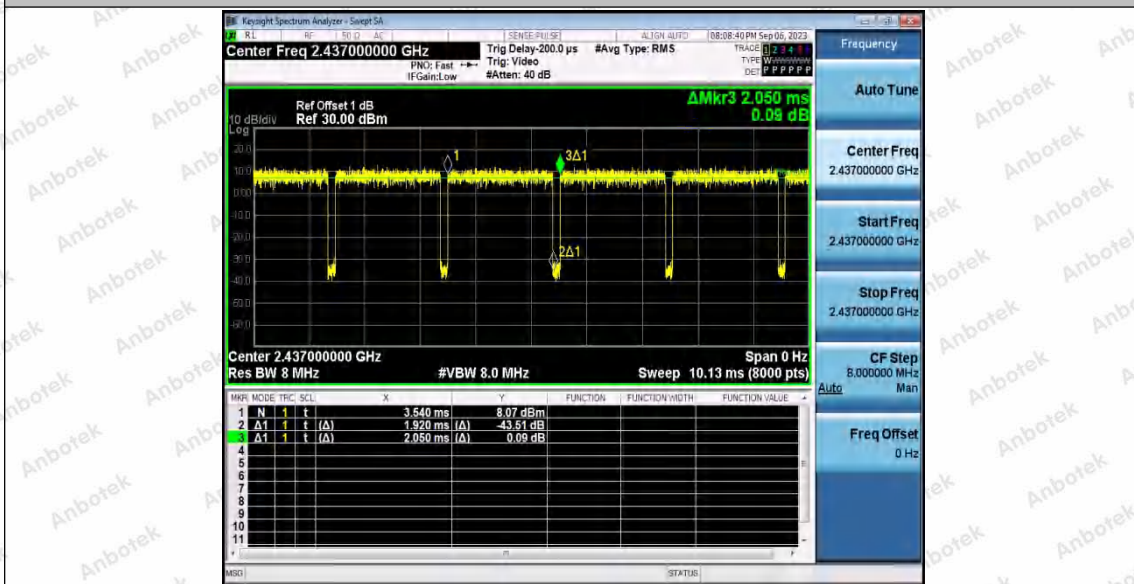 Keysight Spectrum Analyzer - Swept SA
RL RF 50 Ω AC SENSE:PULSE ALIGN AUTO 08:08:40 PM Sep 06, 2023
Center Freq 2.437000000 GHz
PNO: Fast
IFGain:Low
Trig Delay-200.0 µs
Trig: Video
#Atten: 40 dB
#Avg Type: RMS
TRACE 1 2 3 4 5 6
TYPE
DET P P P P P P
ΔMkr3 2.050 ms
0.09 dB
Ref Offset 1 dB
10 dB/div Ref 30.00 dBm
Log
20.0
10.0
0.00
1
3Δ1
2Δ1
Center 2.437000000 GHz Span 0 Hz
Res BW 8 MHz #VBW 8.0 MHz Sweep 10.13 ms (8000 pts)
MKR MODE TRC SCL X Y FUNCTION FUNCTION WIDTH FUNCTION VALUE
1 N 1 t 3.540 ms 8.07 dBm
2 Δ1 1 t (Δ) 1.920 ms (Δ) -43.51 dB
3 Δ1 1 t (Δ) 2.050 ms (Δ) 0.09 dB
4
5
6
7
8
9
10
11
MSG STATUS
Frequency
Auto Tune
Center Freq
2.437000000 GHz
Start Freq
2.437000000 GHz
Stop Freq
2.437000000 GHz
CF Step
8.000000 MHz
Auto Man
Freq Offset
0 Hz
Anbotek